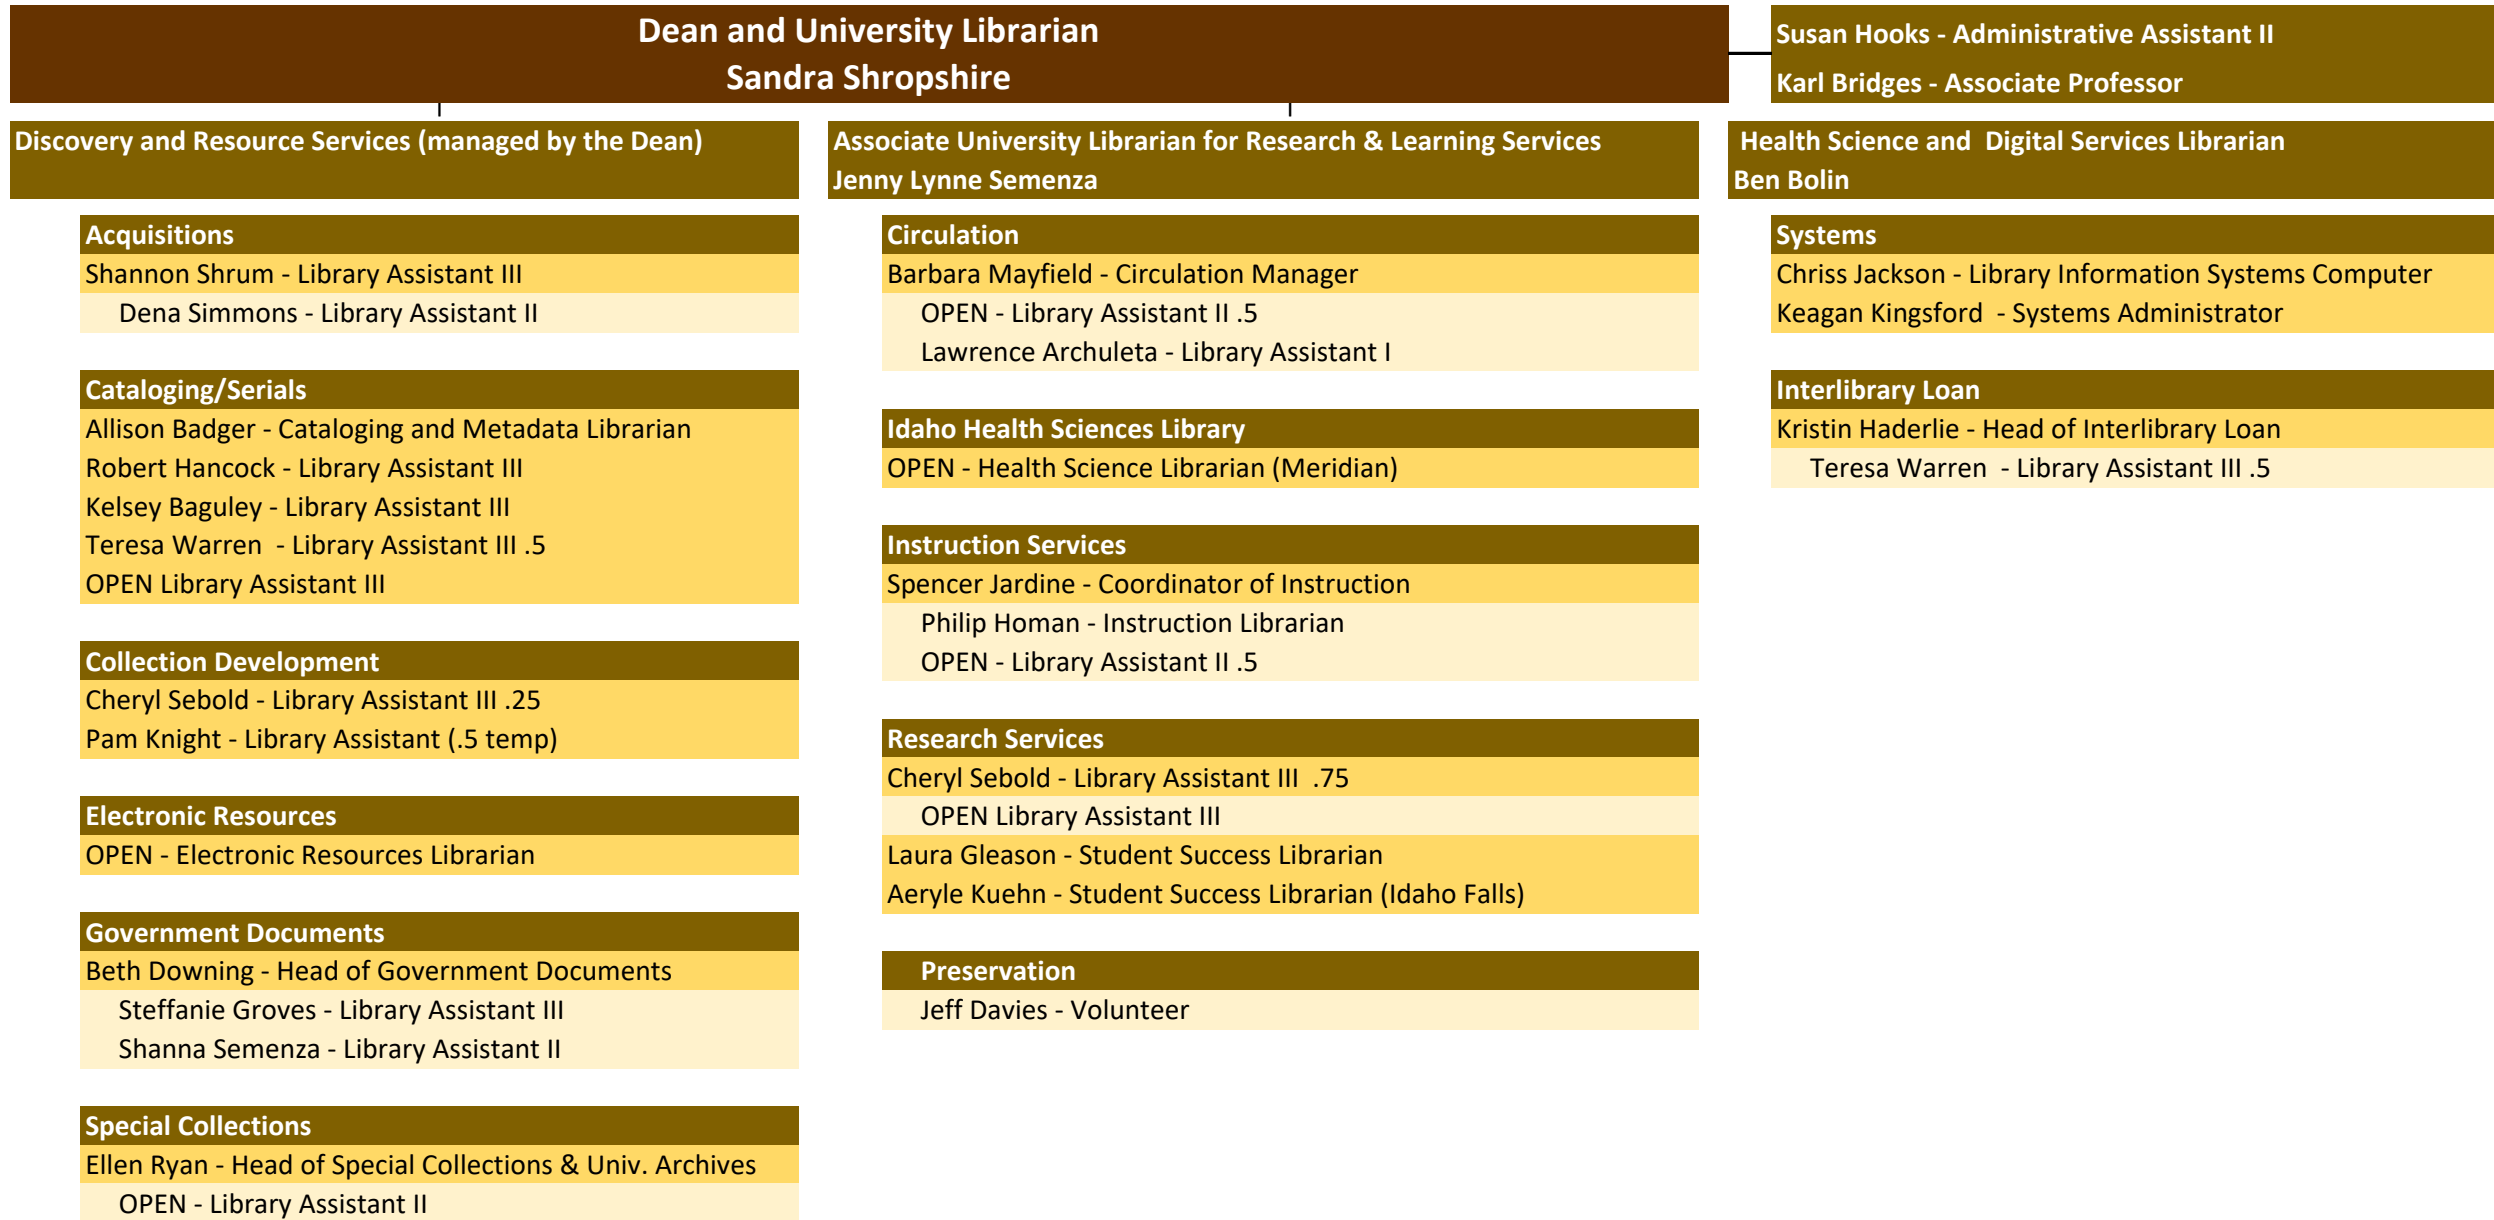 Dean and University Librarian
Sandra Shropshire
Susan Hooks - Administrative Assistant II
Karl Bridges - Associate Professor
Discovery and Resource Services (managed by the Dean)
Acquisitions
Shannon Shrum - Library Assistant III
Dena Simmons - Library Assistant II
Cataloging/Serials
Allison Badger - Cataloging and Metadata Librarian
Robert Hancock - Library Assistant III
Kelsey Baguley - Library Assistant III
Teresa Warren  - Library Assistant III .5
OPEN Library Assistant III
Collection Development
Cheryl Sebold - Library Assistant III .25
Pam Knight - Library Assistant (.5 temp)
Electronic Resources
OPEN - Electronic Resources Librarian
Government Documents
Beth Downing - Head of Government Documents
Steffanie Groves - Library Assistant III
Shanna Semenza - Library Assistant II
Special Collections
Ellen Ryan - Head of Special Collections & Univ. Archives
OPEN - Library Assistant II
Associate University Librarian for Research & Learning Services
Jenny Lynne Semenza
Circulation
Barbara Mayfield - Circulation Manager
OPEN - Library Assistant II .5
Lawrence Archuleta - Library Assistant I
Idaho Health Sciences Library
OPEN - Health Science Librarian (Meridian)
Instruction Services
Spencer Jardine - Coordinator of Instruction
Philip Homan - Instruction Librarian
OPEN - Library Assistant II .5
Research Services
Cheryl Sebold - Library Assistant III  .75
OPEN Library Assistant III
Laura Gleason - Student Success Librarian
Aeryle Kuehn - Student Success Librarian (Idaho Falls)
Preservation
Jeff Davies - Volunteer
Health Science and  Digital Services Librarian
Ben Bolin
Systems
Chriss Jackson - Library Information Systems Computer
Keagan Kingsford  - Systems Administrator
Interlibrary Loan
Kristin Haderlie - Head of Interlibrary Loan
Teresa Warren  - Library Assistant III .5